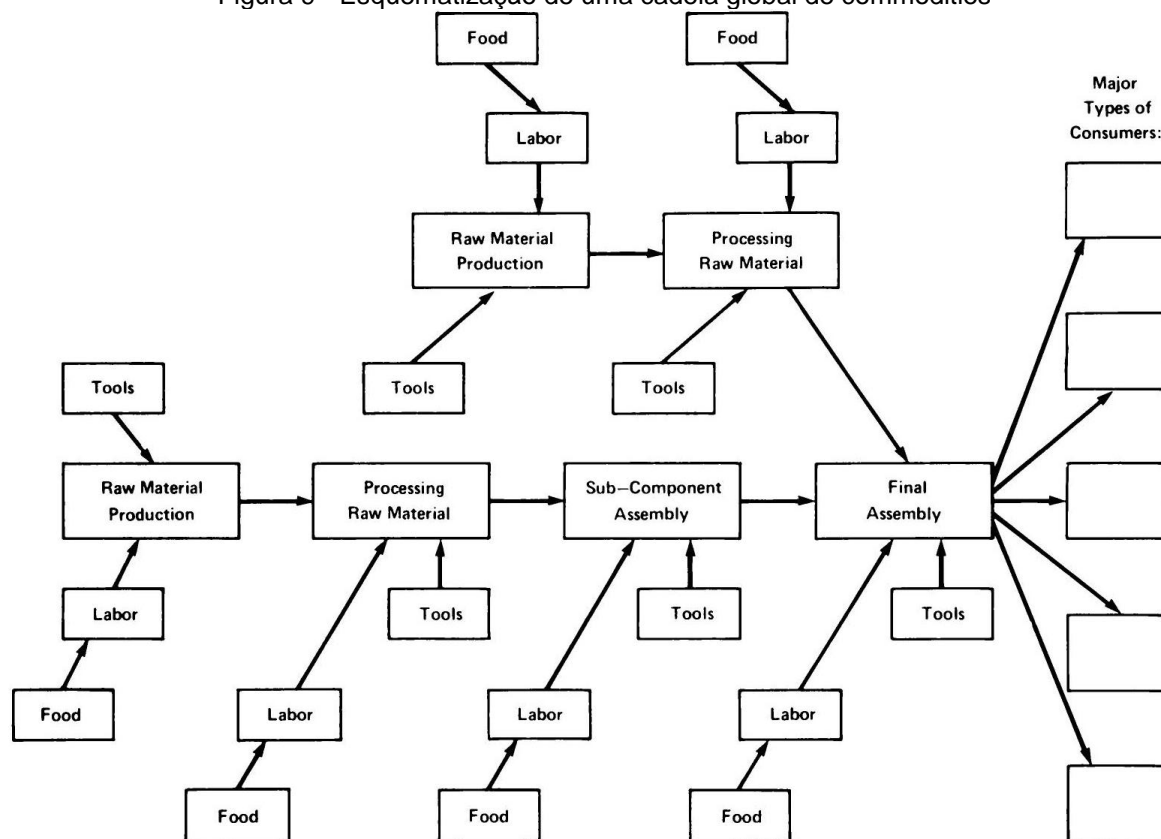 Food
Food
Major
Types of
Consumers:
Labor
Labor
Raw Material
Production
Processing
Raw Material
Tools
Tools
Tools
Raw Material
Production
Processing
Raw Material
Sub—Component
Assembly
Final
Assembly
Labor
Tools
Tools
Tools
Food
Labor
Labor
Labor
Food
Food
Food